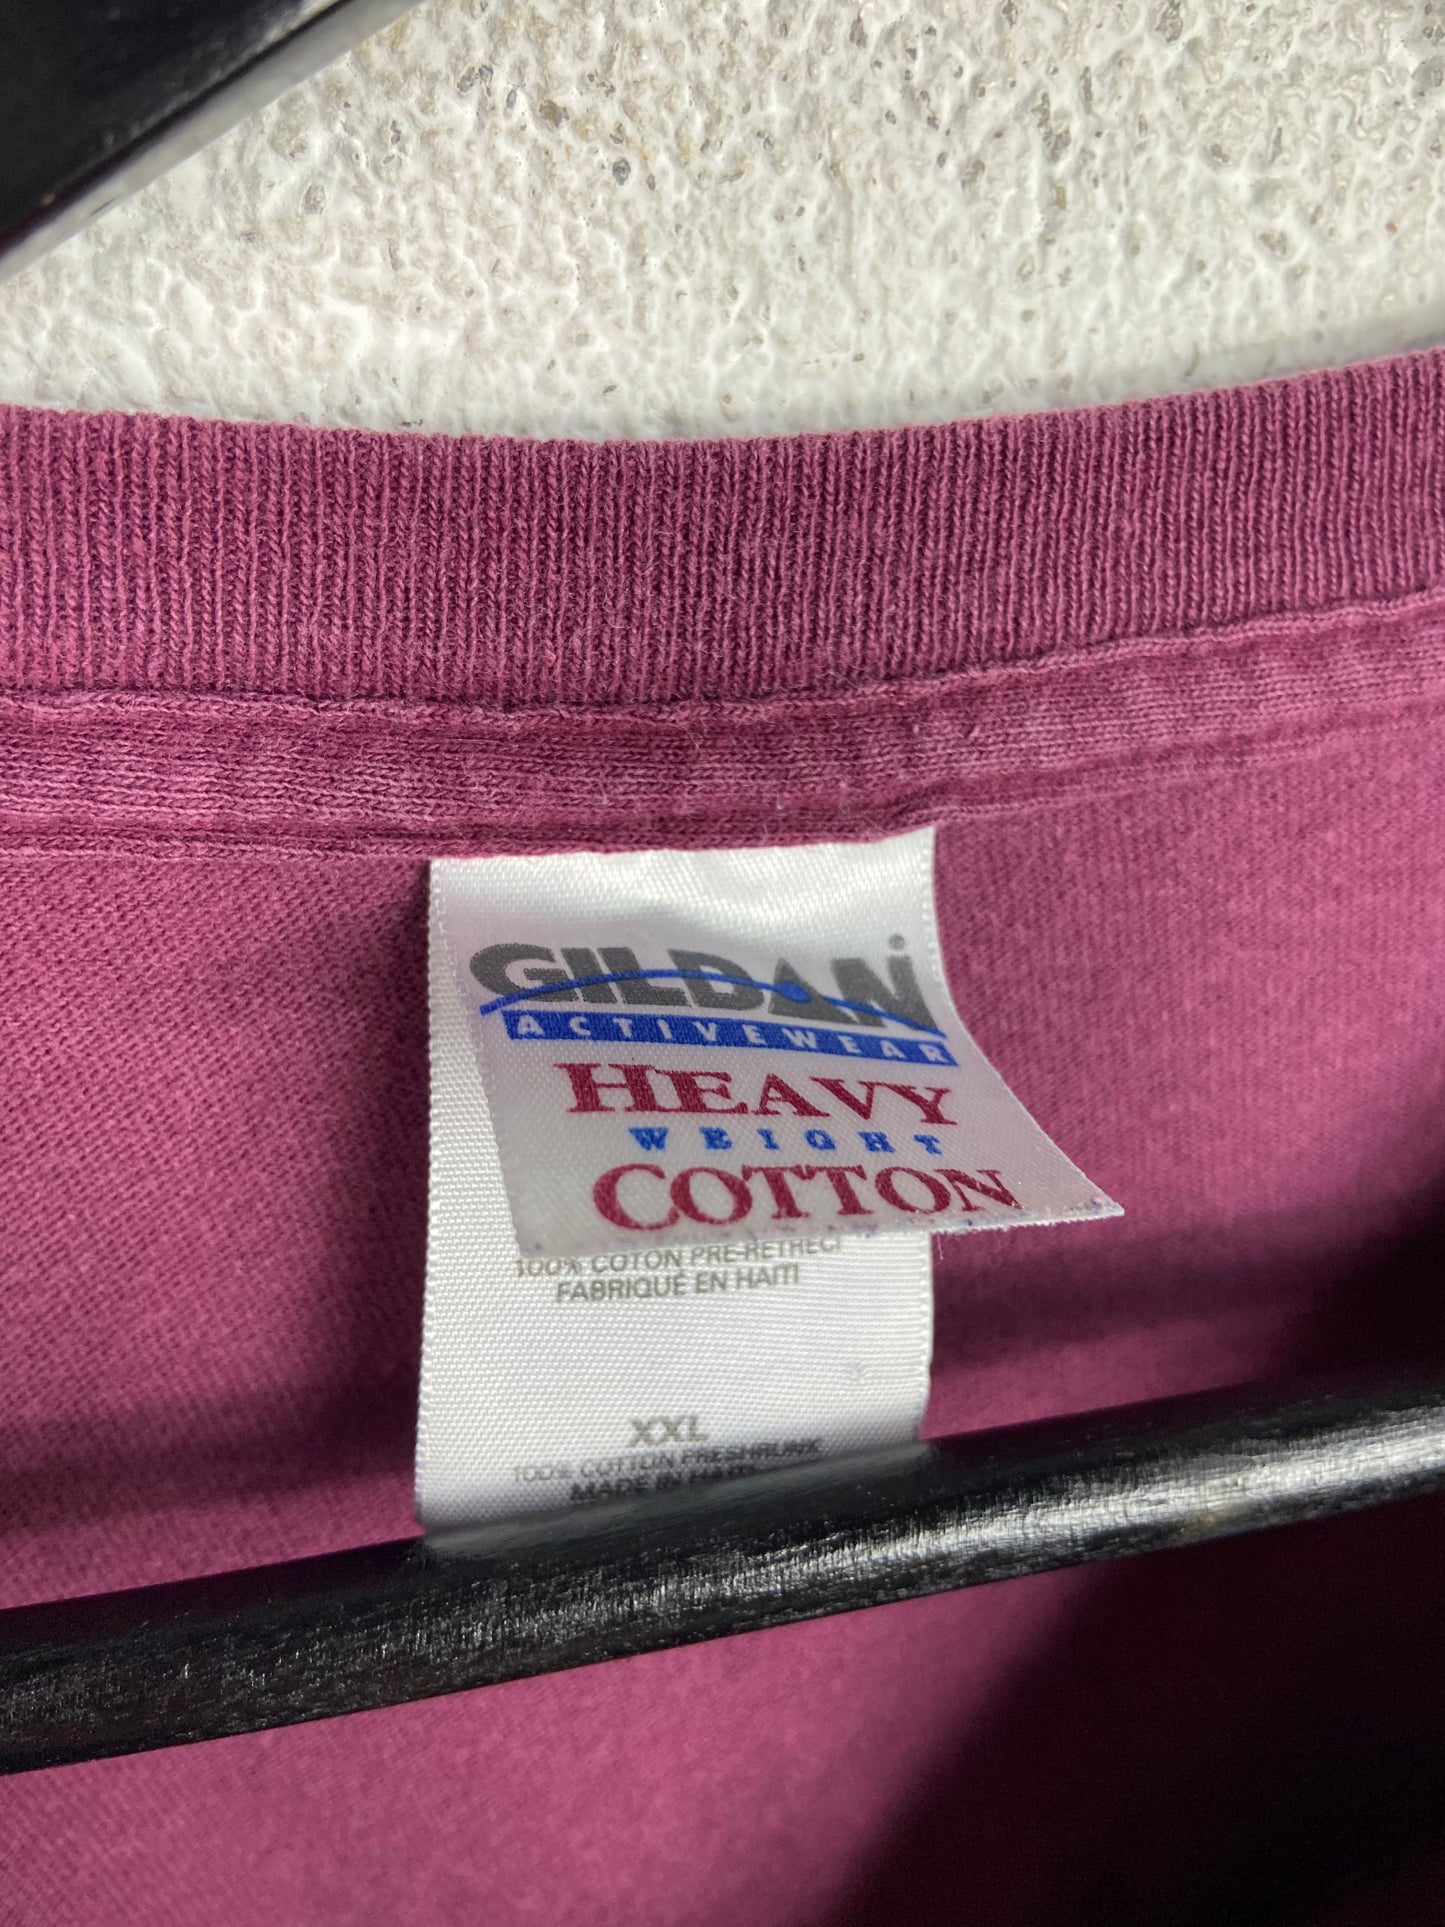 GILDAN
ACTIVEWEAR
HEAVY
WEIGHT
COTTON
100% COTON PRE-RETRECI
FABRIQUÉ EN HAITI
XXL
100% COTTON PRESHRUNK
MADE IN HAITI